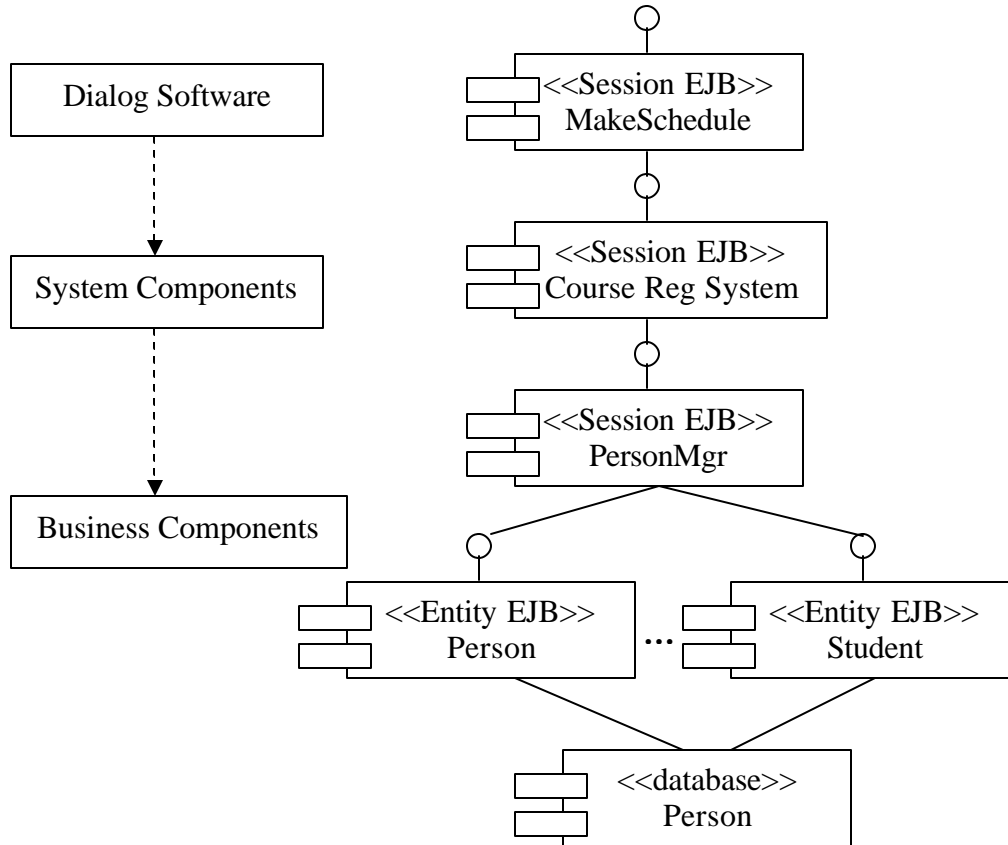 Dialog Software
<<Session EJB>>
MakeSchedule
System Components
<<Session EJB>>
Course Reg System
<<Session EJB>>
PersonMgr
Business Components
<<Entity EJB>>
Person
...
<<Entity EJB>>
Student
<<database>>
Person